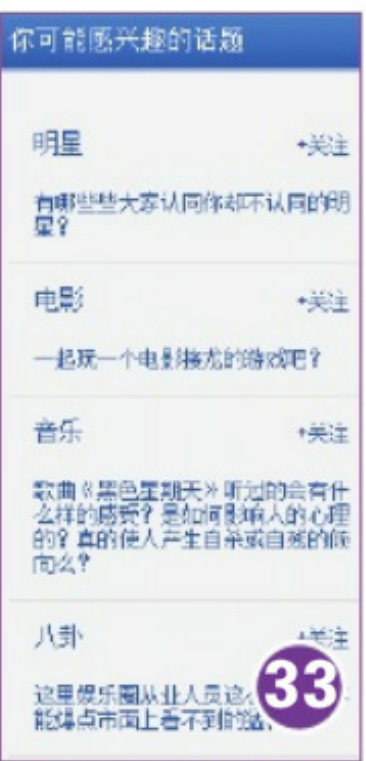 你可能感兴趣的话题
明星 +关注
有哪些些大家认同你却不认同的明
星？
电影 +关注
一起玩一个电影接龙的游戏吧？
音乐 +关注
歌曲《黑色星期天》听过的会有什
么样的感受？是如何影响人的心理
的？真的使人产生自杀或自残的倾
向么？
八卦 +关注
这里娱乐圈从业人员这么
能爆点市面上看不到的
33